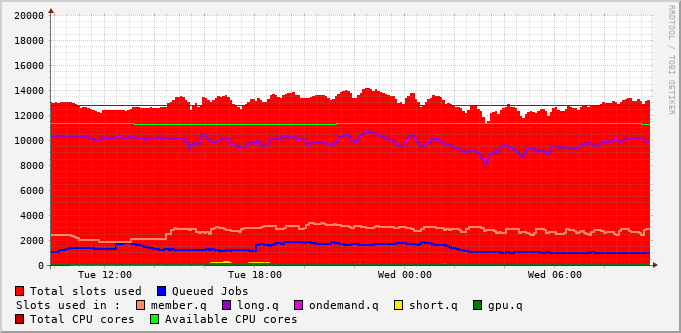 20000
18000
16000
14000
12000
10000
8000
6000
4000
2000
0
Tue 12:00 Tue 18:00 Wed 00:00 Wed 06:00
RRDTOOL / TOBI OETIKER
Total slots used Queued Jobs
Slots used in : member.q long.q ondemand.q short.q gpu.q
Total CPU cores Available CPU cores